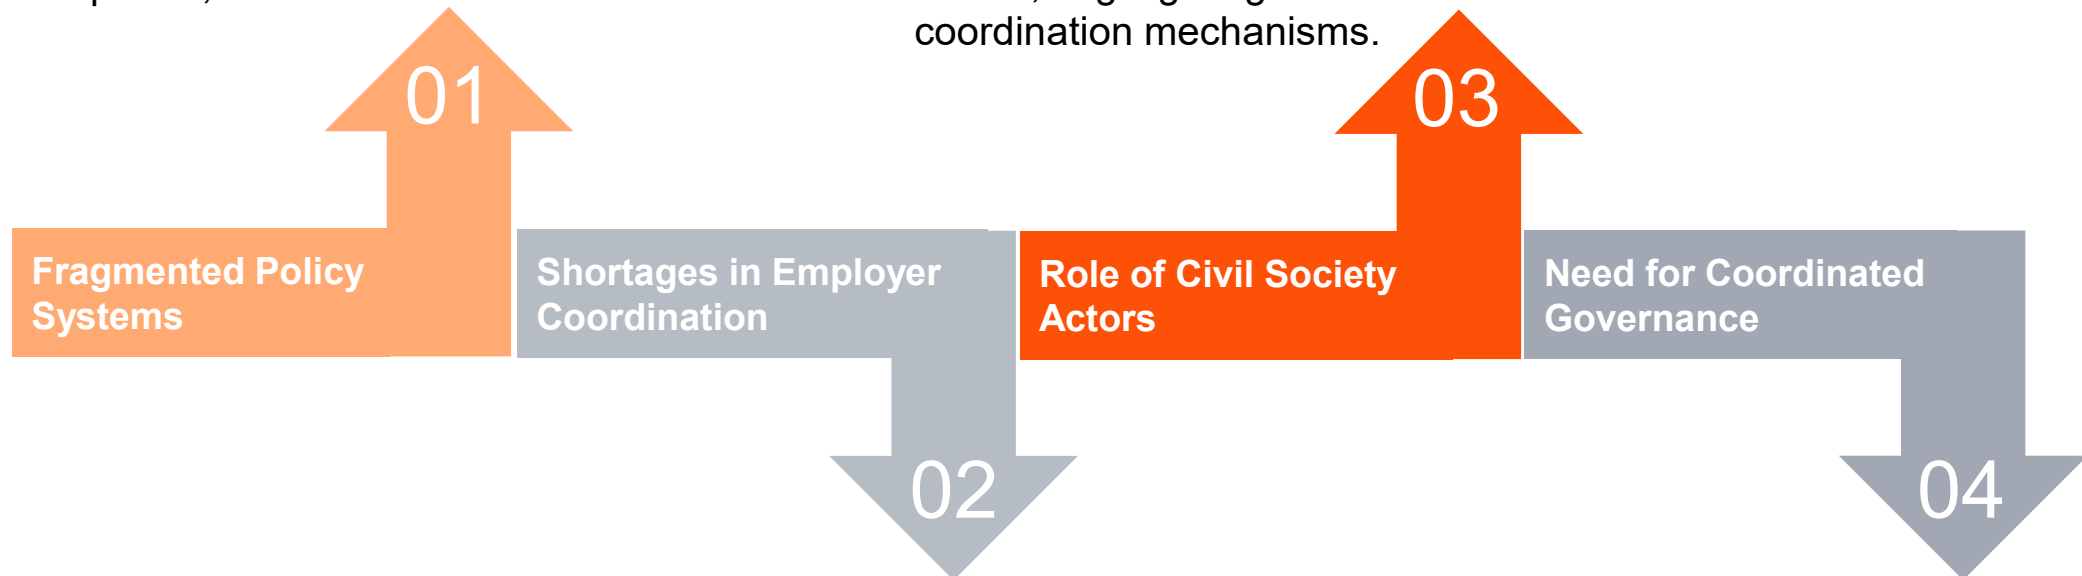 coordination mechanisms.
01
03
Fragmented Policy
Systems
Shortages in Employer
Coordination
Role of Civil Society
Actors
Need for Coordinated
Governance
02
04